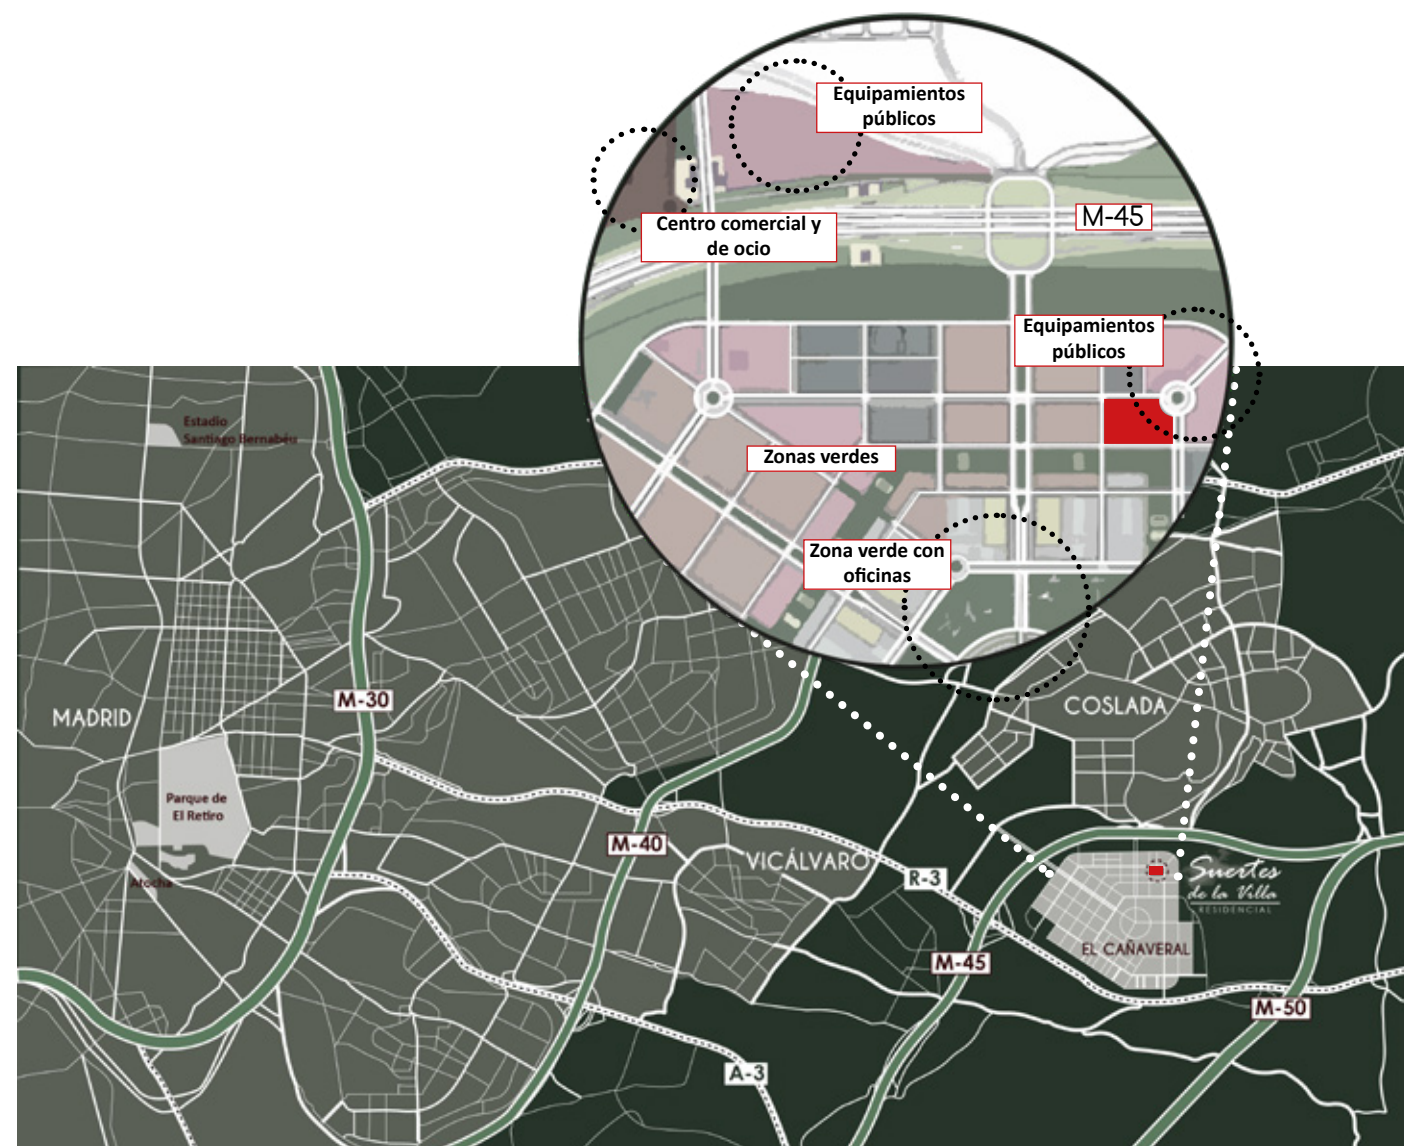 Equipamientos
públicos
Centro comercial y
de ocio
M-45
Equipamientos
públicos
Zonas verdes
Zona verde con
oficinas
Estadio
Santiago Bernabéu
M-30
MADRID
COSLADA
Parque de
El Retiro
Atocha
M-40
VICÁLVARO
R-3
Suertes
de la Villa
RESIDENCIAL
EL CAÑAVERAL
M-45
M-50
A-3